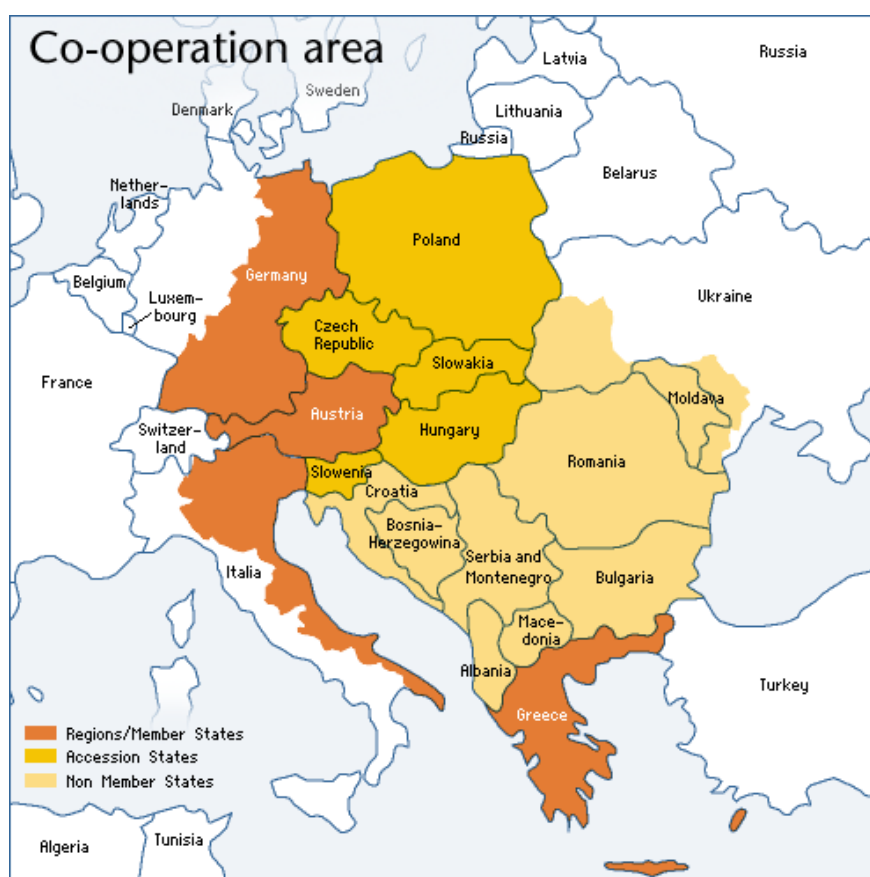 Co-operation area
Russia
Latvia
Sweden
Denmark
Lithuania
Russia
Belarus
Nether-
lands
Poland
Germany
Belgium
Luxem-
bourg
Ukraine
Czech
Republic
Slowakia
France
Moldava
Austria
Switzer-
land
Hungary
Romania
Slowenia
Croatia
Bosnia-
Herzegowina
Serbia and
Montenegro
Italia
Bulgaria
Mace-
donia
Albania
Turkey
Greece
Regions/Member States
Accession States
Non Member States
Algeria
Tunisia